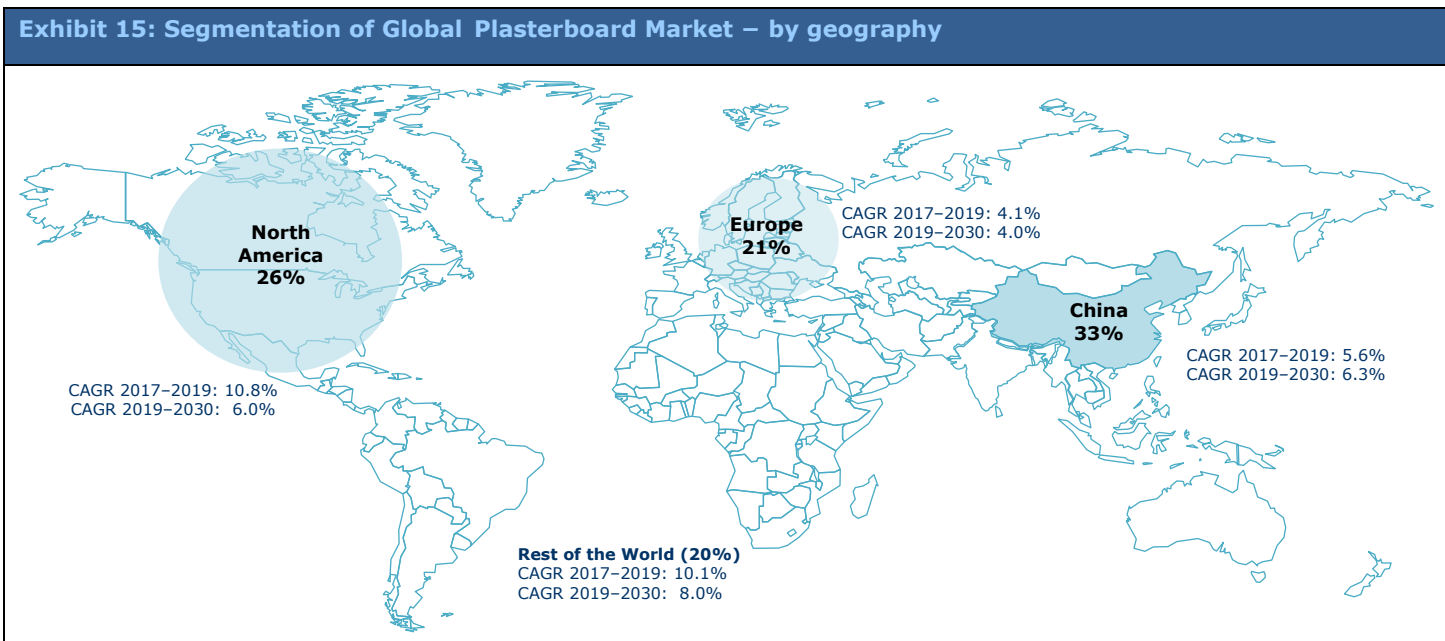 Exhibit 15: Segmentation of Global Plasterboard Market – by geography
North
America
26%
CAGR 2017–2019: 10.8%
CAGR 2019–2030: 6.0%
Europe
21%
CAGR 2017–2019: 4.1%
CAGR 2019–2030: 4.0%
China
33%
CAGR 2017–2019: 5.6%
CAGR 2019–2030: 6.3%
Rest of the World (20%)
CAGR 2017–2019: 10.1%
CAGR 2019–2030: 8.0%